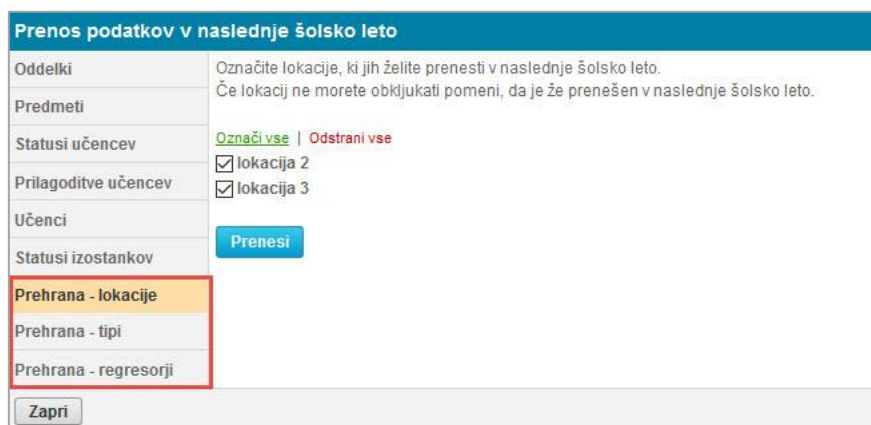 Prenos podatkov v naslednje šolsko leto
Oddelki
Predmeti
Statusi učencev
Prilagoditve učencev
Učenci
Statusi izostankov
Prehrana - lokacije
Prehrana - tipi
Prehrana - regresorji
Označite lokacije, ki jih želite prenesti v naslednje šolsko leto.
Če lokacij ne morete obkljukati pomeni, da je že prenešen v naslednje šolsko leto.
Označi vse | Odstrani vse
lokacija 2
lokacija 3
Prenesi
Zapri